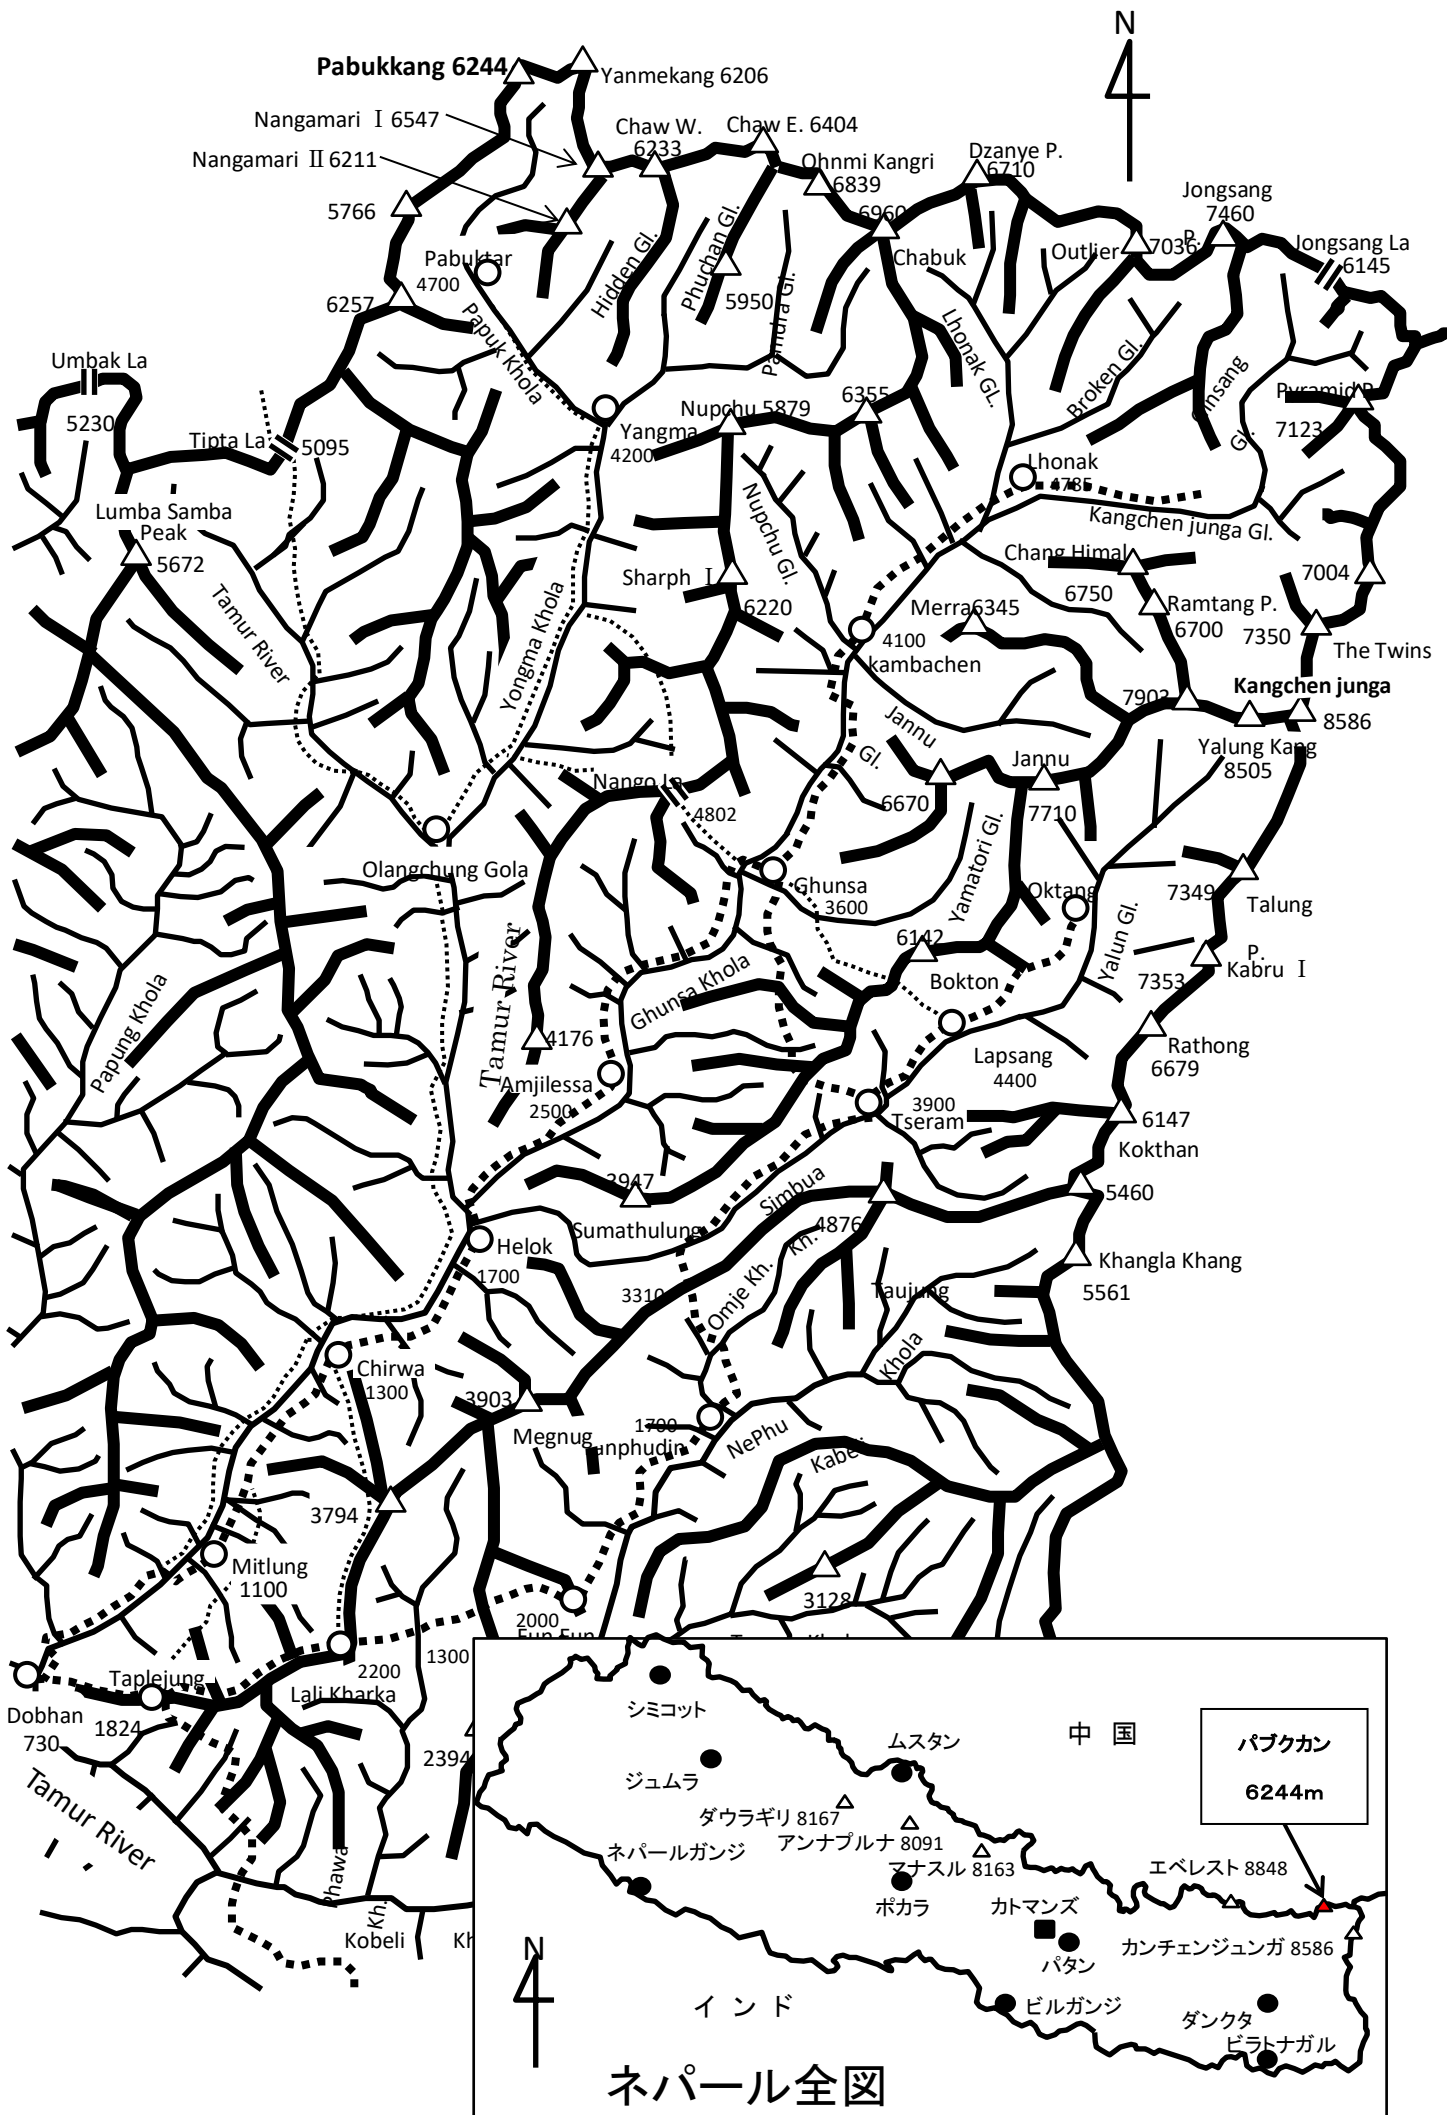 N
Pabukkang 6244
Yanmekang 6206
Nangamari Ⅰ 6547
Chaw W.
6233
Chaw E. 6404
Nangamari Ⅱ 6211
Ohnmi Kangri
6839
Dzanye P.
6710
Jongsang
7460
P.
5766
6960
Chabuk
Outlier
7036
Jongsang La
6145
Pabuktar
4700
Hidden Gl.
Phuchan Gl.
5950
Pamdra Gl.
6257
Papuk Khola
Lhonak GL.
Broken Gl.
Ginsang
Gl.
Umbak La
5230
Tipta La
5095
Nupchu 5879
6355
Pyramid P.
7123
Yangma
4200
Lhonak
4785
Kangchen junga Gl.
Lumba Samba
Peak
5672
Nupchu Gl.
Chang Himal
6750
7004
Sharph Ⅰ
6220
Tamur River
Yongma Khola
Merra6345
Ramtang P.
6700
7350
The Twins
4100
kambachen
7902
Kangchen junga
8586
Jannu
Gl.
Jannu
7710
Yalung Kang
8505
Nango La
4802
6670
Olangchung Gola
Ghunsa
3600
Yamatori Gl.
Oktang
7349
Talung
P.
6142
Yalun Gl.
Tamur River
Ghunsa Khola
Bokton
7353
Kabru Ⅰ
Papung Khola
4176
Lapsang
4400
Rathong
6679
Amjilessa
2500
3900
Tseram
6147
Kokthan
3947
Sumathulung
Simbua
Kh.
4876
5460
Helok
1700
Khangla Khang
5561
3310
Omje Kh.
Taujung
Khola
Chirwa
1300
3903
Megnug
1700
anphudin
NePhu
Kabei
3794
Mitlung
1100
3128
2000
Fun Fun
Taplejung
1824
2200
Lali Kharka
1300
Dobhan
730
2394
Tamur River
Phawa
Kh.
Kobeli
Kh
N
シミコット
ジュムラ
ムスタン
中 国
パブクカン
6244m
ダウラギリ 8167
アンナプルナ 8091
マナスル 8163
ネパールガンジ
ポカラ
カトマンズ
パタン
エベレスト 8848
カンチェンジュンガ 8586
インド
ビルガンジ
ダンクタ
ビラトナガル
ネパール全図